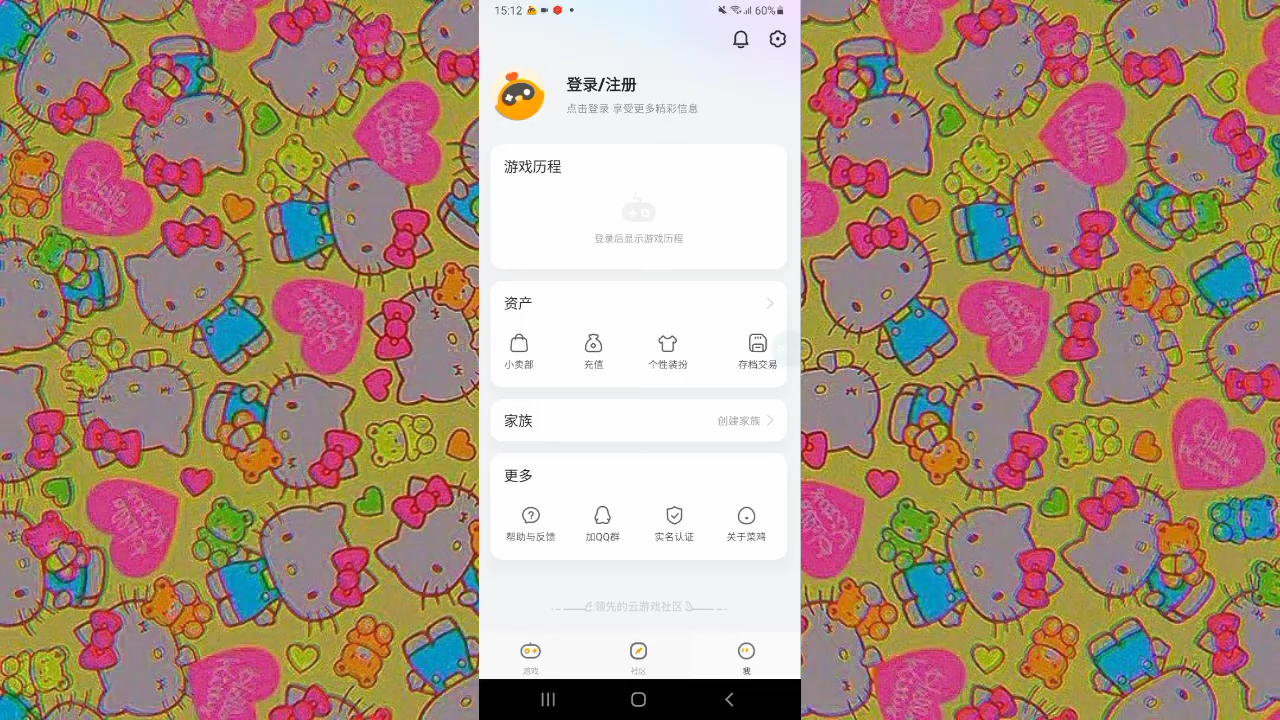 15:12
60%
登录/注册
点击登录 享受更多精彩信息
游戏历程
登录后显示游戏历程
资产
小卖部
充值
个性装扮
存档交易
家族
创建家族
更多
帮助与反馈
加QQ群
实名认证
关于菜鸡
领先的云游戏社区
游戏
社区
我